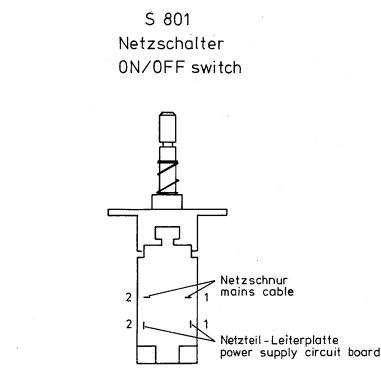 S 801
Netzschalter
ON/OFF switch
Netzschnur
mains cable
2 1
2 1
Netzteil-Leiterplatte
power supply circuit board